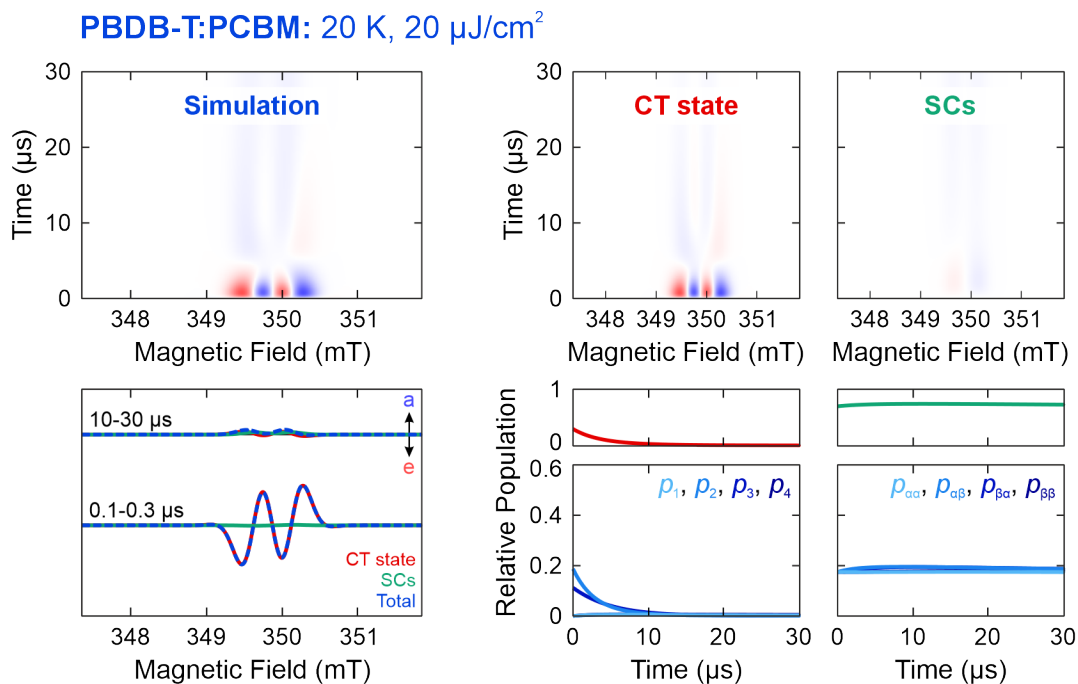 PBDB-T:PCBM: 20 K, 20 µJ/cm²
30
20
10
0
Time (µs)
Simulation
348
349
350
351
Magnetic Field (mT)
30
20
10
0
Time (µs)
CT state
348
349
350
351
Magnetic Field (mT)
SCs
348
349
350
351
Magnetic Field (mT)
10-30 µs
a
e
0.1-0.3 µs
CT state
SCs
Total
348
349
350
351
Magnetic Field (mT)
Relative Population
1
0
0.6
0.4
0.2
0
p₁, p₂, p₃, p₄
0
10
20
30
Time (µs)
pαα, pαβ, pβα, pββ
0
10
20
30
Time (µs)